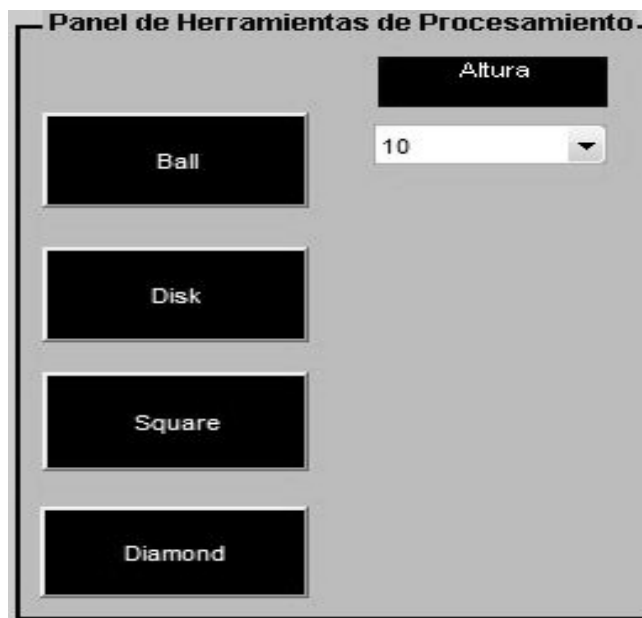 Panel de Herramientas de Procesamiento
Altura
10
Ball
Disk
Square
Diamond